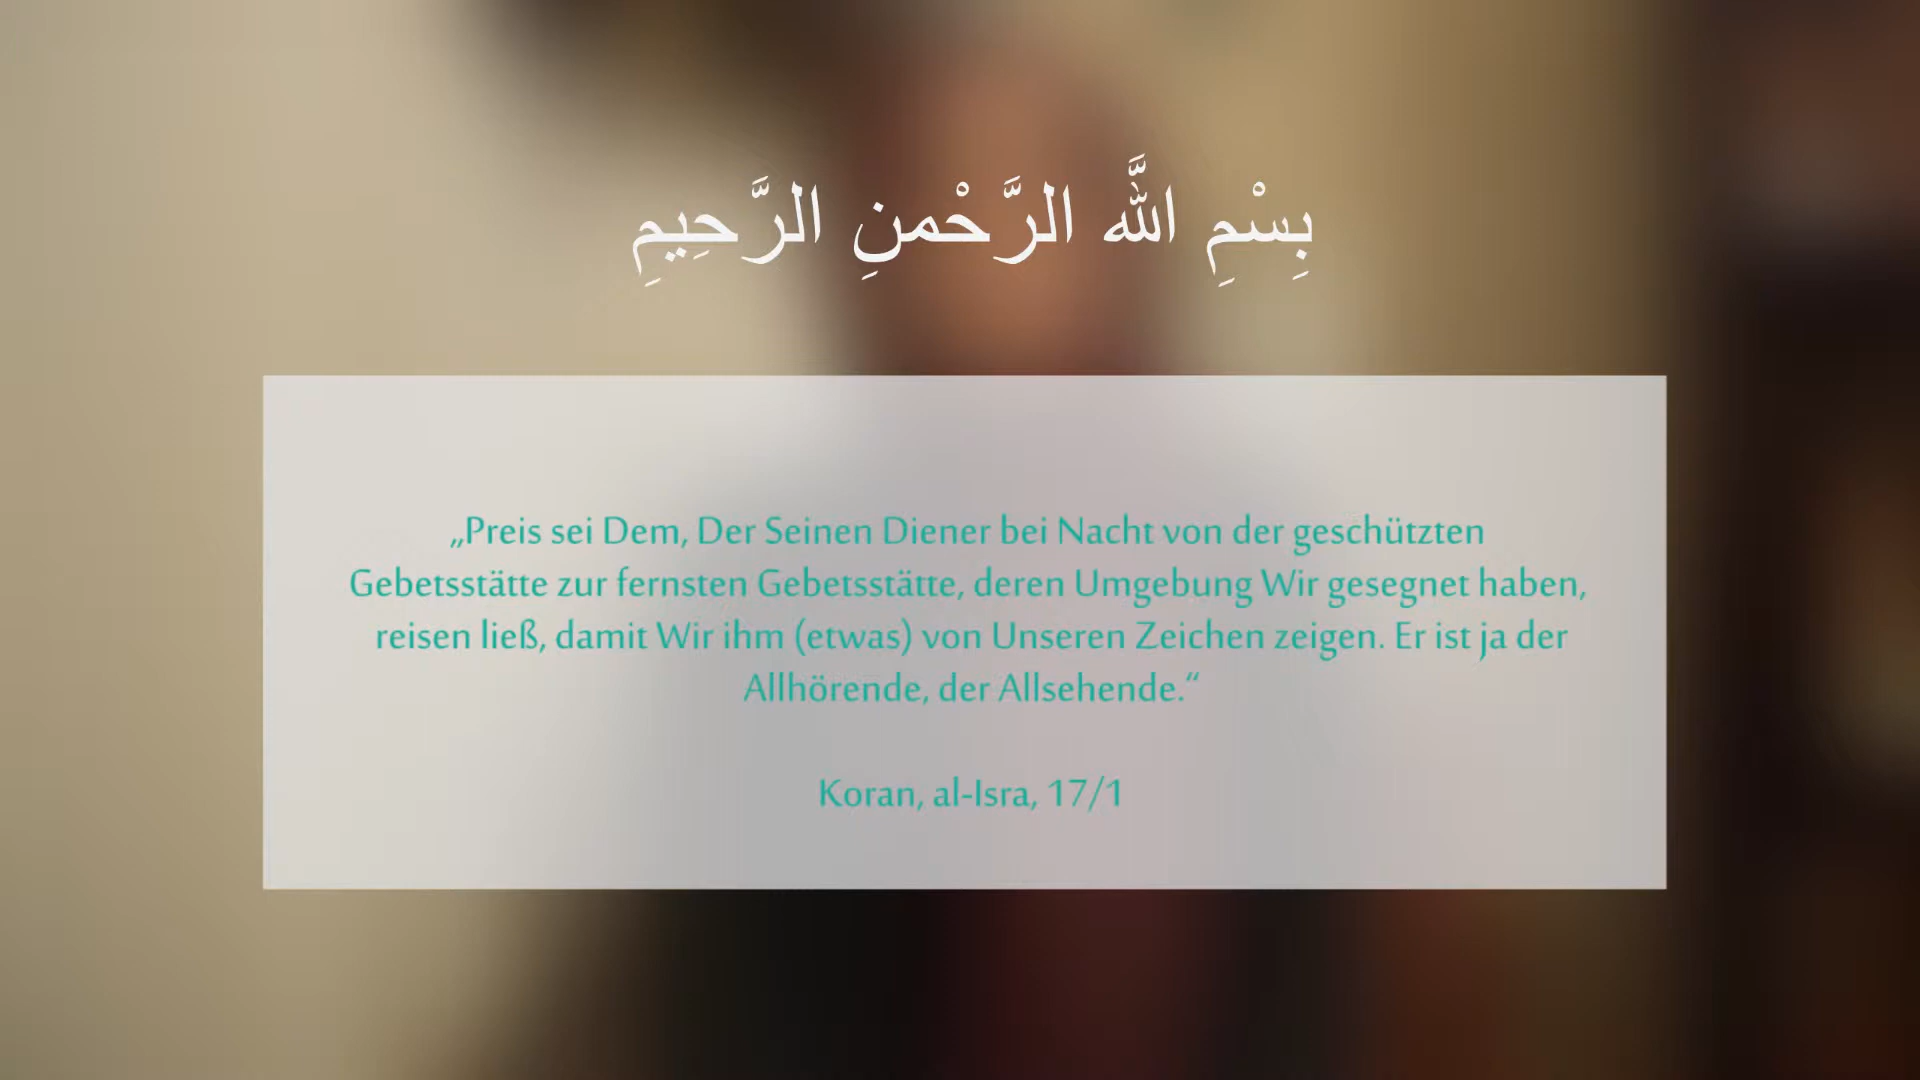 بِسْمِ اللَّه الرَّحْمنِ الرَّحِيمِ
„Preis sei Dem, Der Seinen Diener bei Nacht von der geschützten
Gebetsstätte zur fernsten Gebetsstätte, deren Umgebung Wir gesegnet haben,
reisen ließ, damit Wir ihm (etwas) von Unseren Zeichen zeigen. Er ist ja der
Allhörende, der Allsehende.“
Koran, al-Isra, 17/1